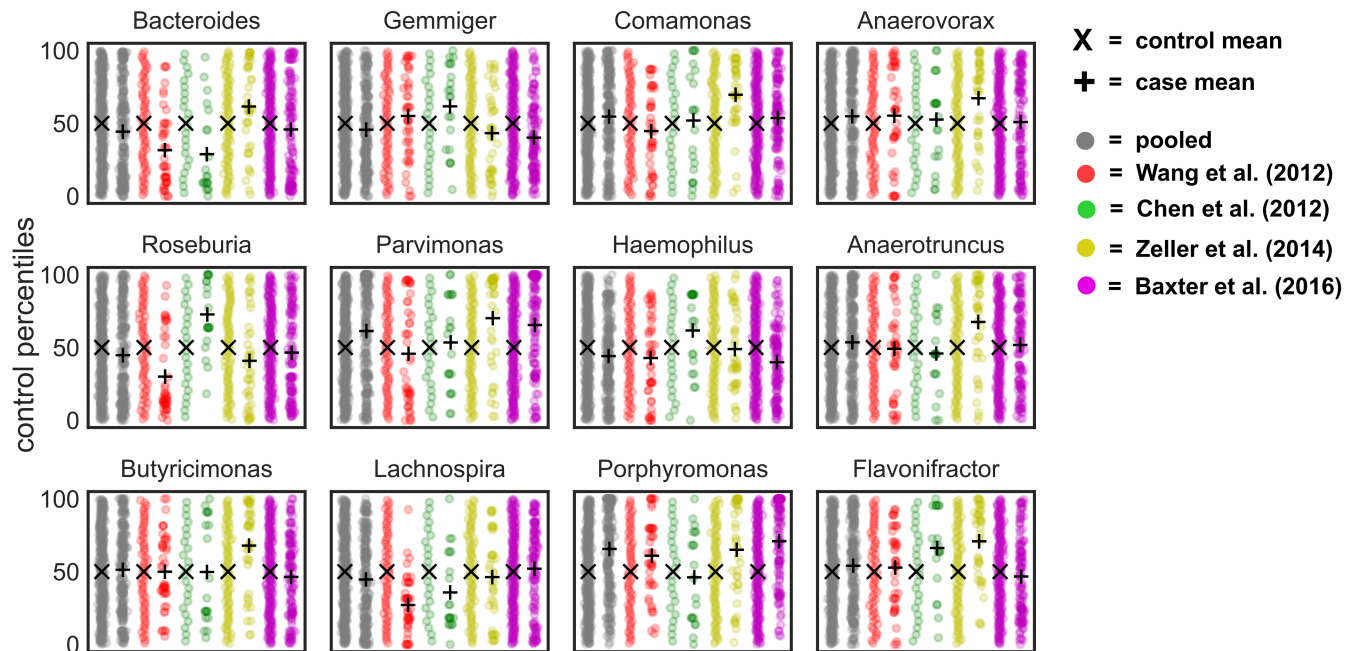 Bacteroides Gemmiger Comamonas Anaerovorax
100
50
0
X = control mean
+ = case mean
= pooled
= Wang et al. (2012)
= Chen et al. (2012)
= Zeller et al. (2014)
= Baxter et al. (2016)
control percentiles
Roseburia Parvimonas Haemophilus Anaerotruncus
100
50
0
Butyricimonas Lachnospira Porphyromonas Flavonifractor
100
50
0